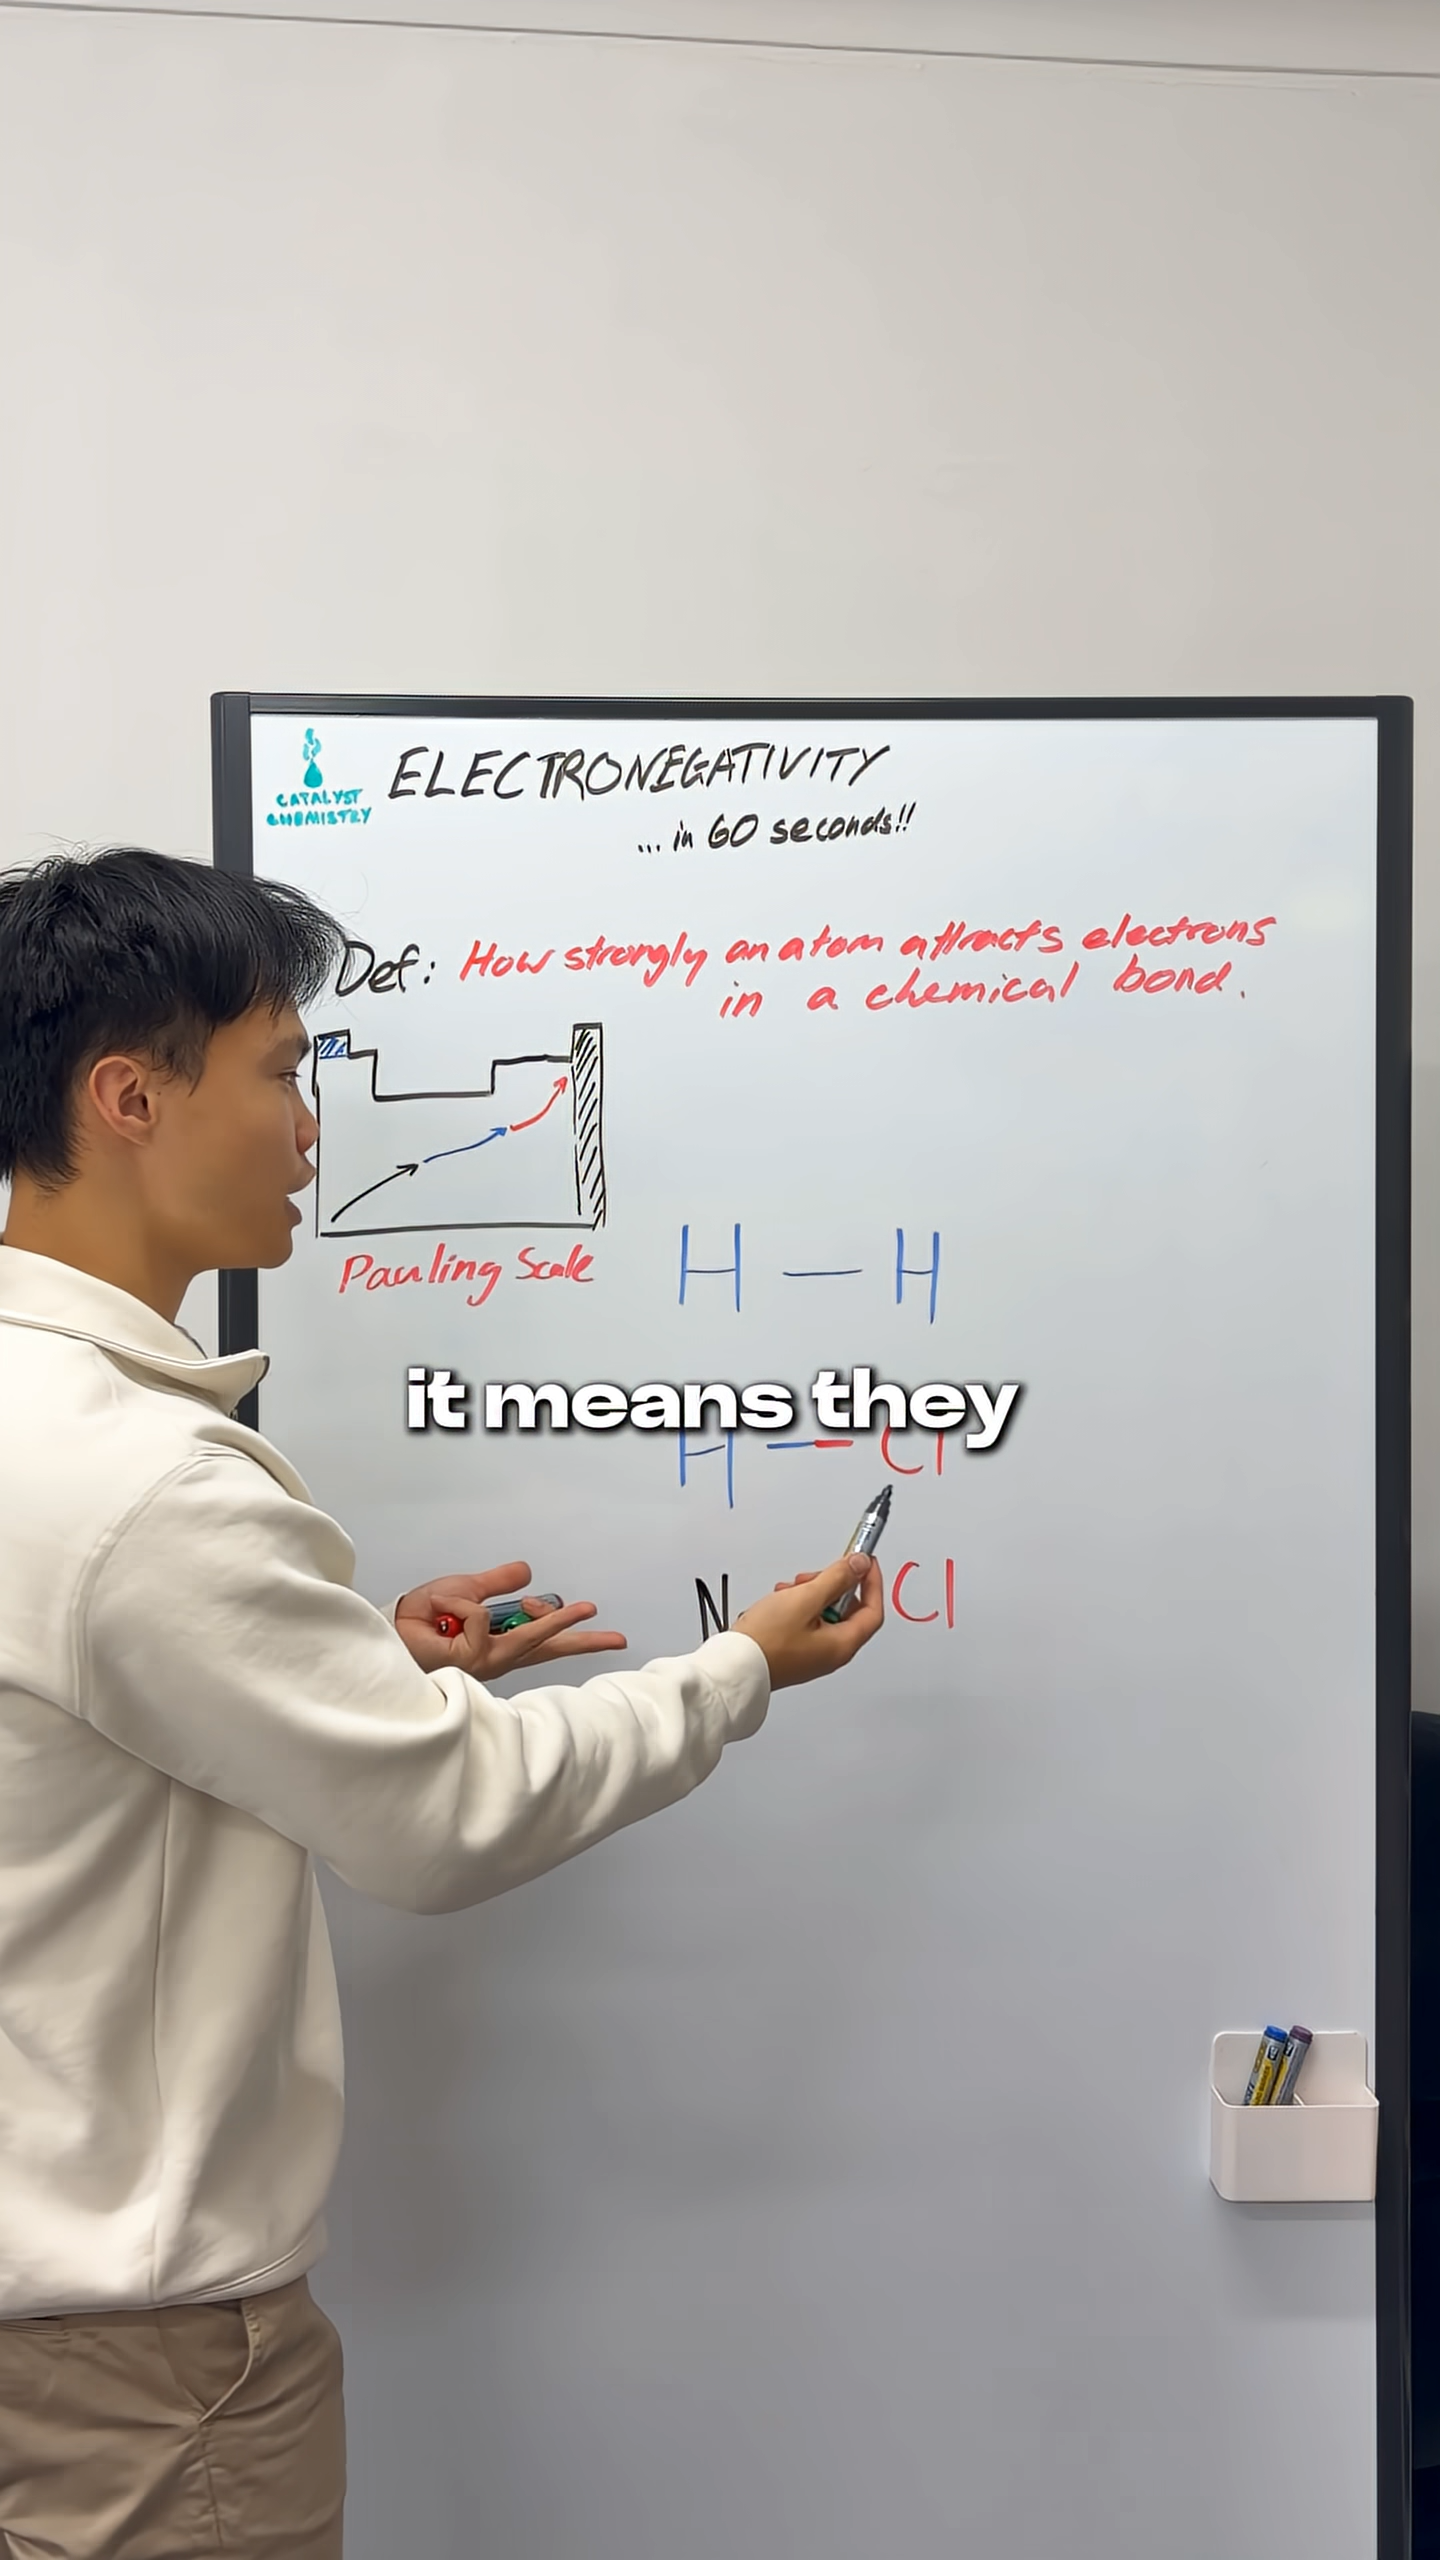 CATALYST
CHEMISTRY
ELECTRONEGATIVITY
... in 60 seconds!!
Def: How strongly an atom attracts electrons
in a chemical bond.
Pauling Scale
H — H
it means they
H — Cl
N Cl